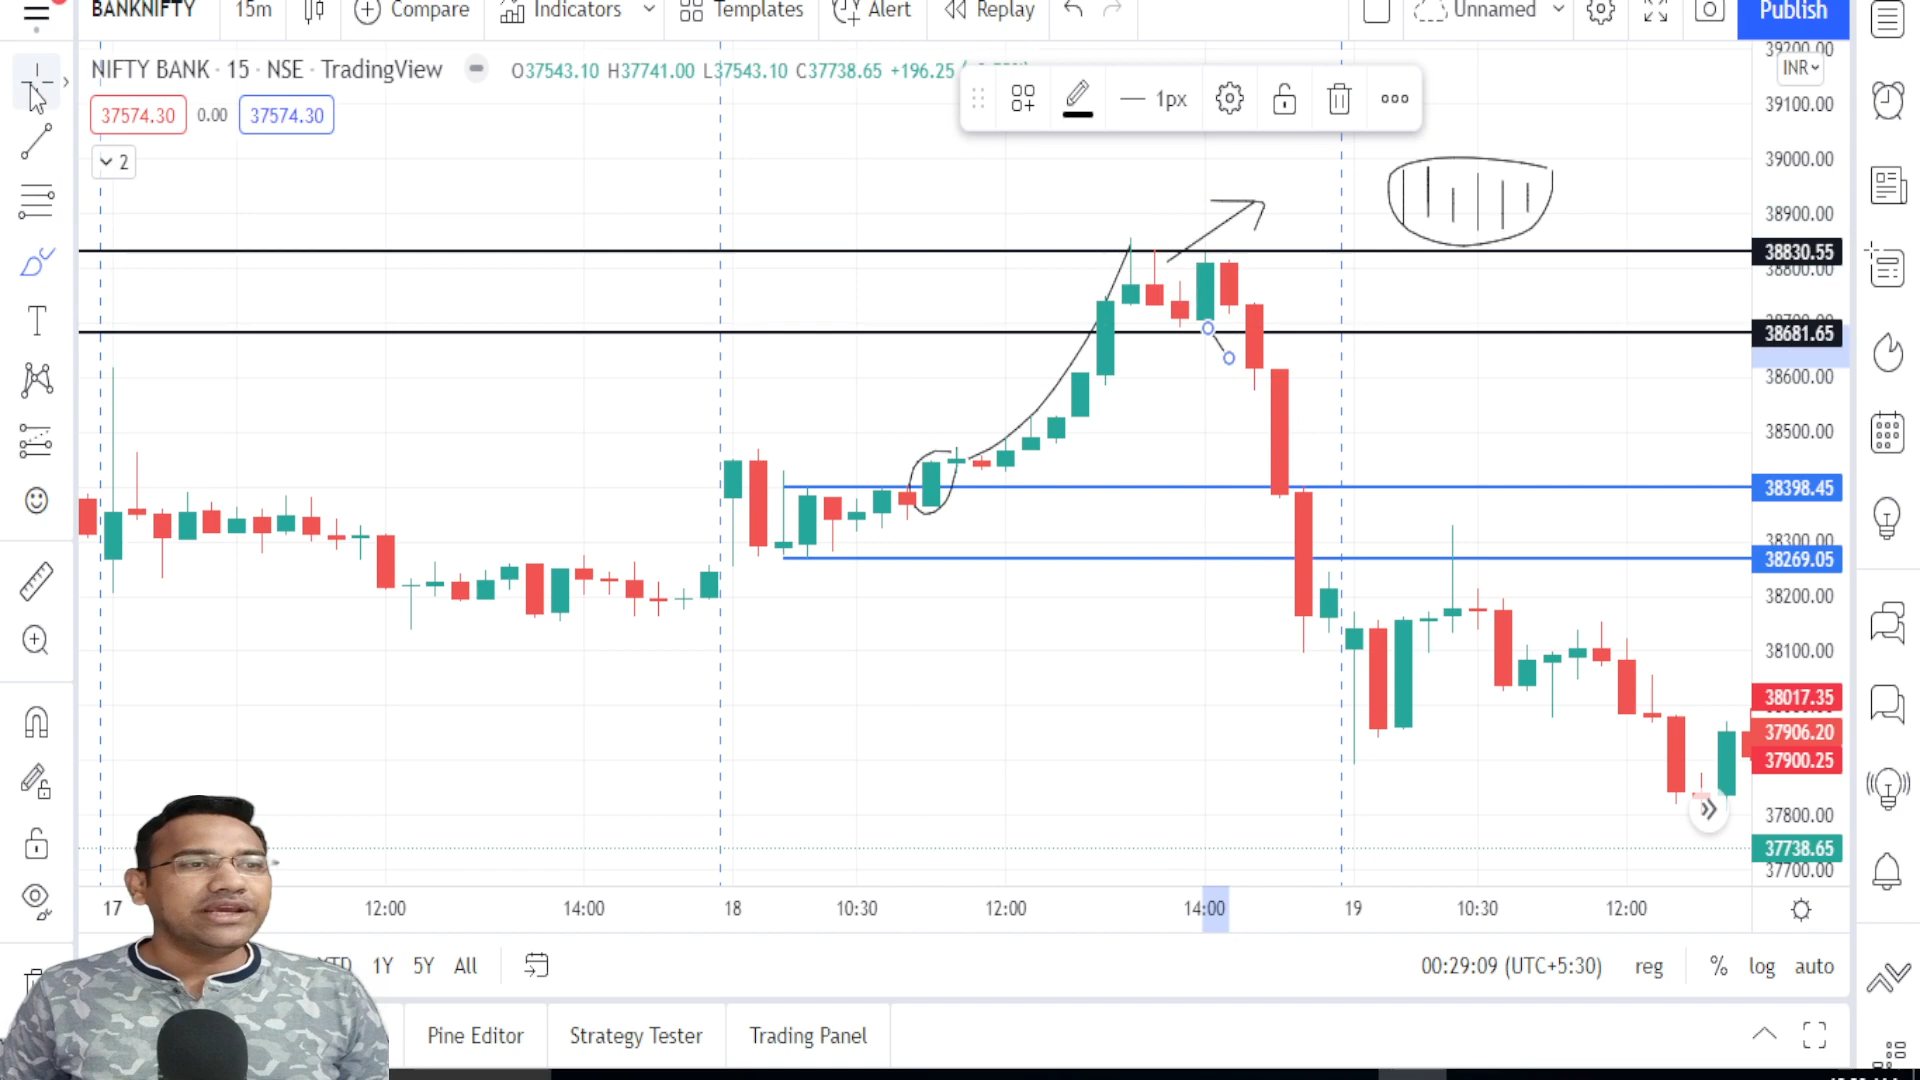 BANKNIFTY 15m Compare Indicators Templates Alert Replay Unnamed Publish
NIFTY BANK · 15 · NSE · TradingView O37543.10 H37741.00 L37543.10 C37738.65 +196.25
37574.30 0.00 37574.30
2
1px
INR
39200.00
39100.00
39000.00
38900.00
38830.55
38800.00
38681.65
38600.00
38500.00
38398.45
38300.00
38269.05
38200.00
38100.00
38017.35
37906.20
37900.25
37800.00
37738.65
37700.00
17 12:00 14:00 18 10:30 12:00 14:00 19 10:30 12:00
YTD 1Y 5Y All 00:29:09 (UTC+5:30) reg % log auto
Pine Editor Strategy Tester Trading Panel